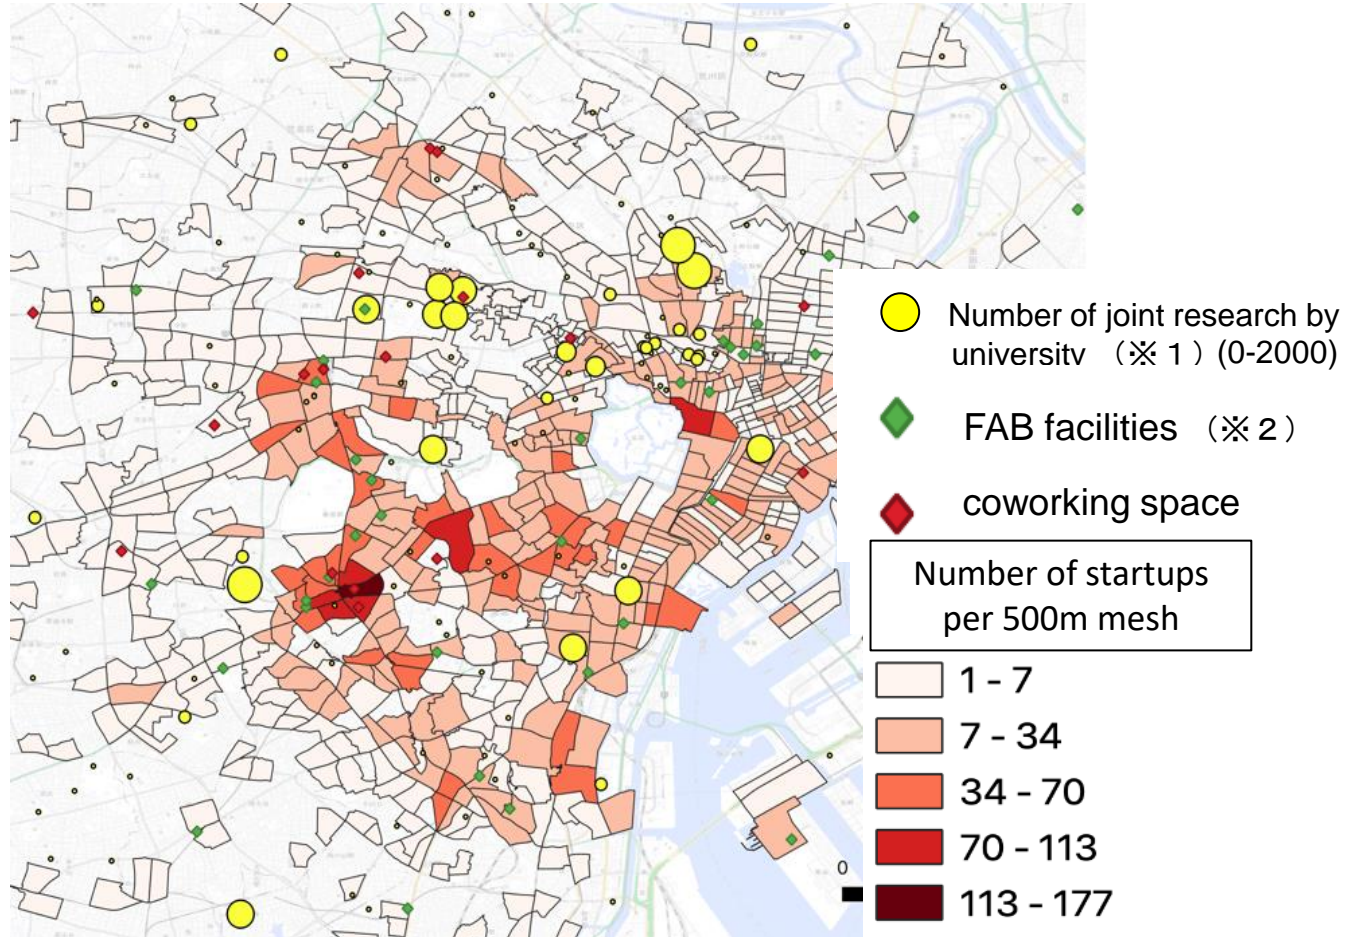 Number of joint research by
universitv （※１）(0-2000)
FAB facilities （※２）
coworking space
Number of startups
per 500m mesh
1 - 7
7 - 34
34 - 70
70 - 113
113 - 177
0